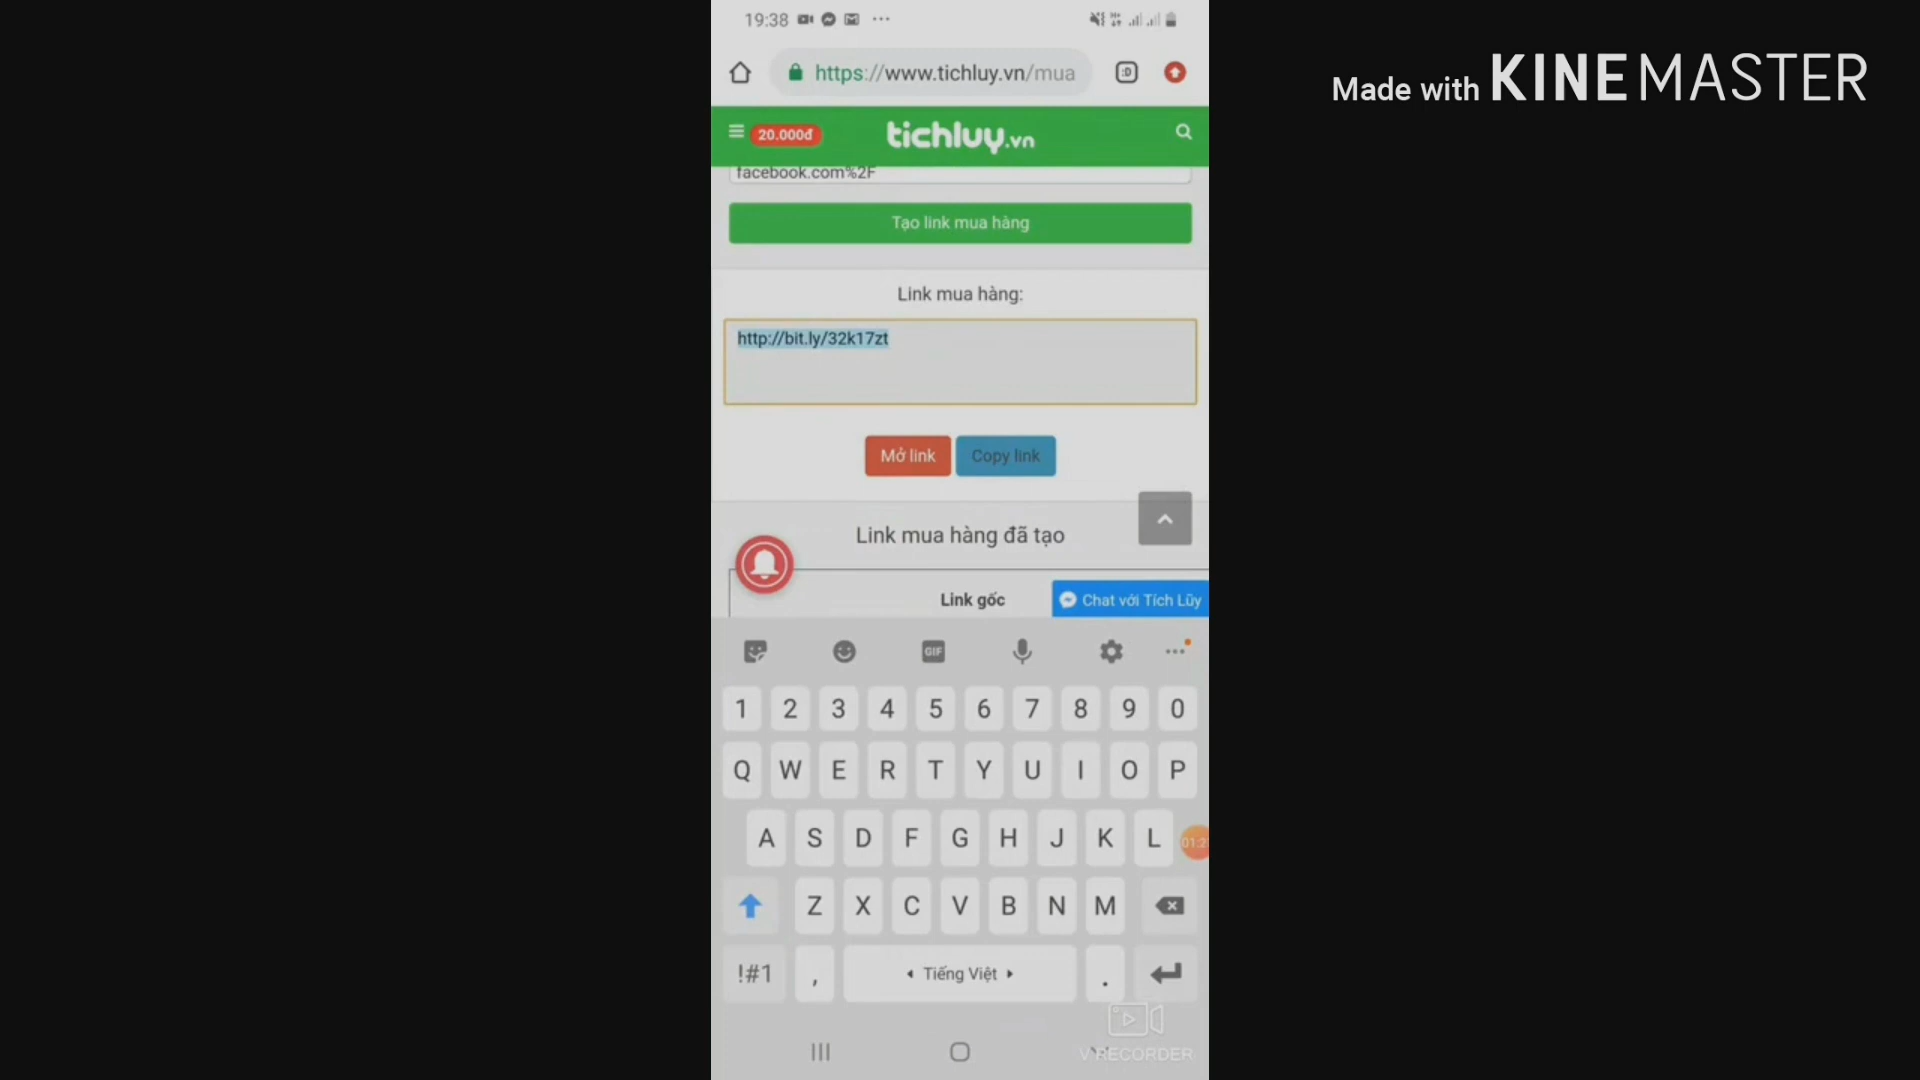 19:38
https://www.tichluy.vn/mua
:D
20.000đ
tichluy.vn
facebook.com%2F
Tạo link mua hàng
Link mua hàng:
http://bit.ly/32k17zt
Mở link
Copy link
Link mua hàng đã tạo
Link gốc
Chat với Tích Lũy
GIF
1 2 3 4 5 6 7 8 9 0
Q W E R T Y U I O P
A S D F G H J K L
01:2
Z X C V B N M
!#1 , Tiếng Việt .
V RECORDER
Made with KINEMASTER